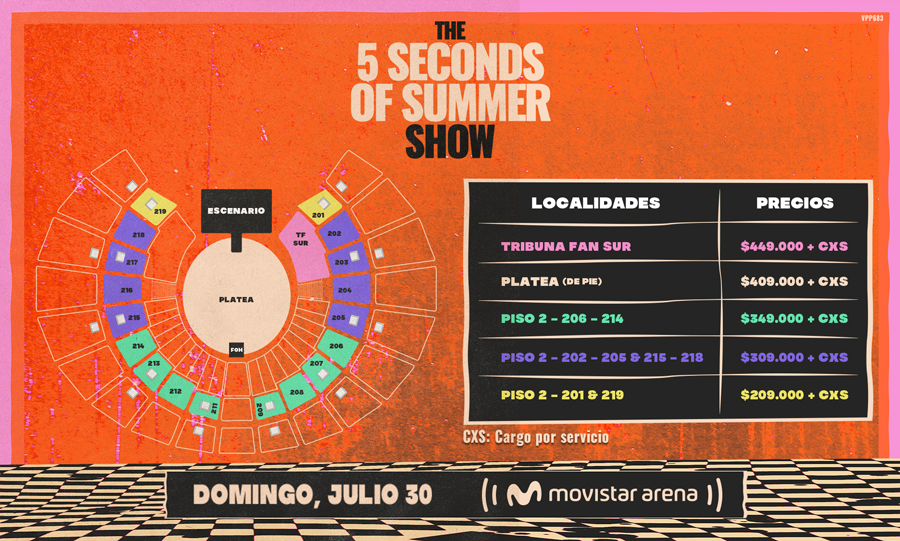 VPP683
THE
5 SECONDS
OF SUMMER
SHOW
ESCENARIO
219
218
217
216
215
214
213
212
211
209
208
207
206
205
204
203
202
201
TF
SUR
PLATEA
FOH
LOCALIDADES PRECIOS
TRIBUNA FAN SUR $449.000 + CXS
PLATEA (DE PIE) $409.000 + CXS
PISO 2 - 206 - 214 $349.000 + CXS
PISO 2 - 202 - 205 & 215 - 218 $309.000 + CXS
PISO 2 - 201 & 219 $209.000 + CXS
CXS: Cargo por servicio
DOMINGO, JULIO 30
movistar arena